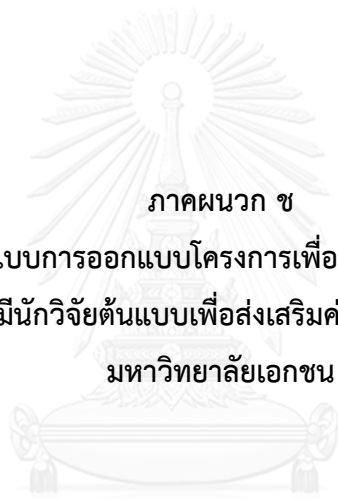 ภาคผนวก ช
แบบการออกแบบโครงการเพื่อ
มีนักวิจัยต้นแบบเพื่อส่งเสริม
มหาวิทยาลัยเอกชน